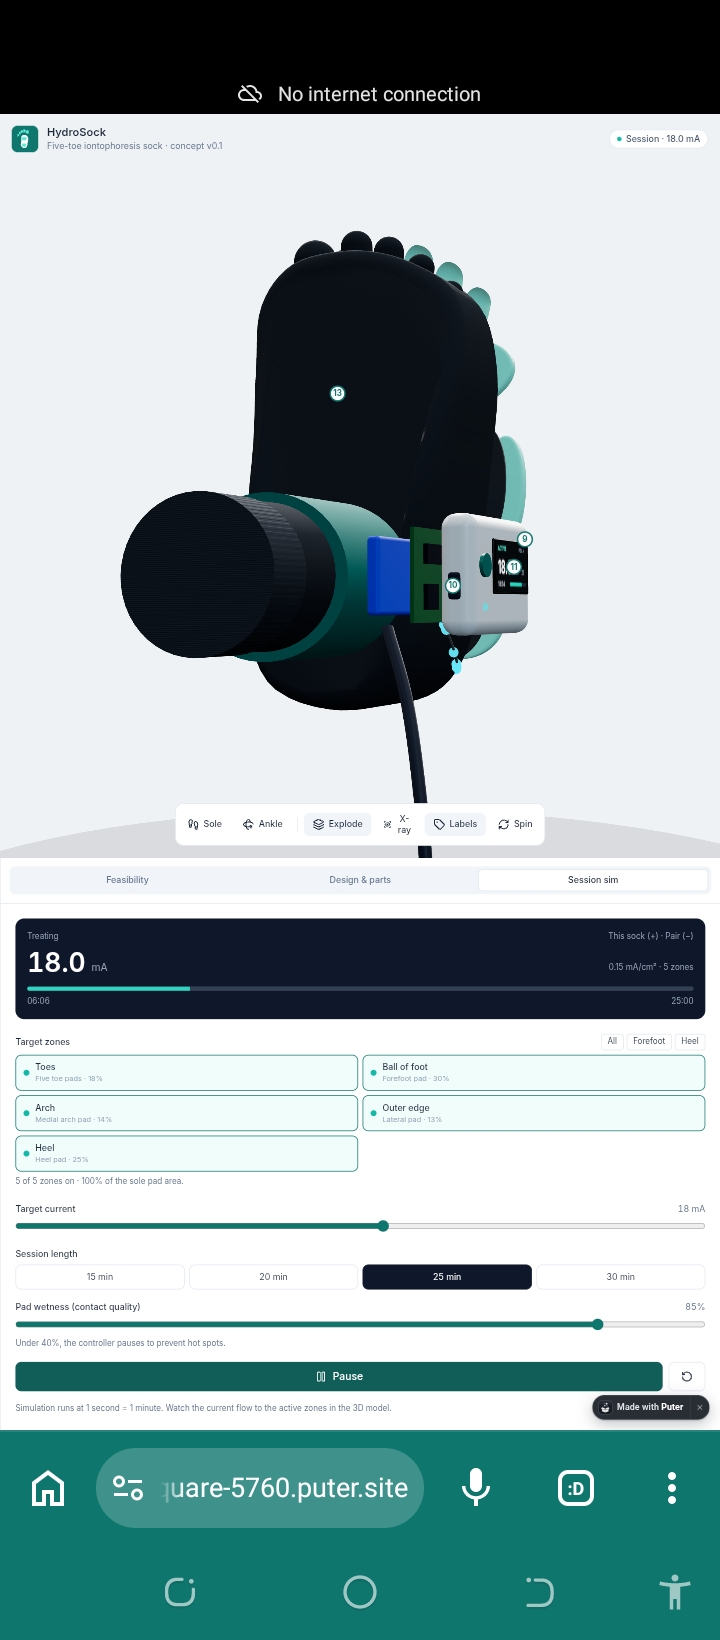 No internet connection
HydroSock
Five-toe iontophoresis sock · concept v0.1
Session · 18.0 mA
13
9
11
10
Sole
Ankle
Explode
X-
ray
Labels
Spin
Feasibility
Design & parts
Session sim
Treating
This sock (+) · Pair (−)
18.0 mA
0.15 mA/cm² · 5 zones
06:06
25:00
Target zones
All
Forefoot
Heel
Toes
Five toe pads · 18%
Ball of foot
Forefoot pad · 30%
Arch
Medial arch pad · 14%
Outer edge
Lateral pad · 13%
Heel
Heel pad · 25%
5 of 5 zones on · 100% of the sole pad area.
Target current
18 mA
Session length
15 min
20 min
25 min
30 min
Pad wetness (contact quality)
85%
Under 40%, the controller pauses to prevent hot spots.
Pause
Simulation runs at 1 second = 1 minute. Watch the current flow to the active zones in the 3D model.
Made with Puter
×
uare-5760.puter.site
:D